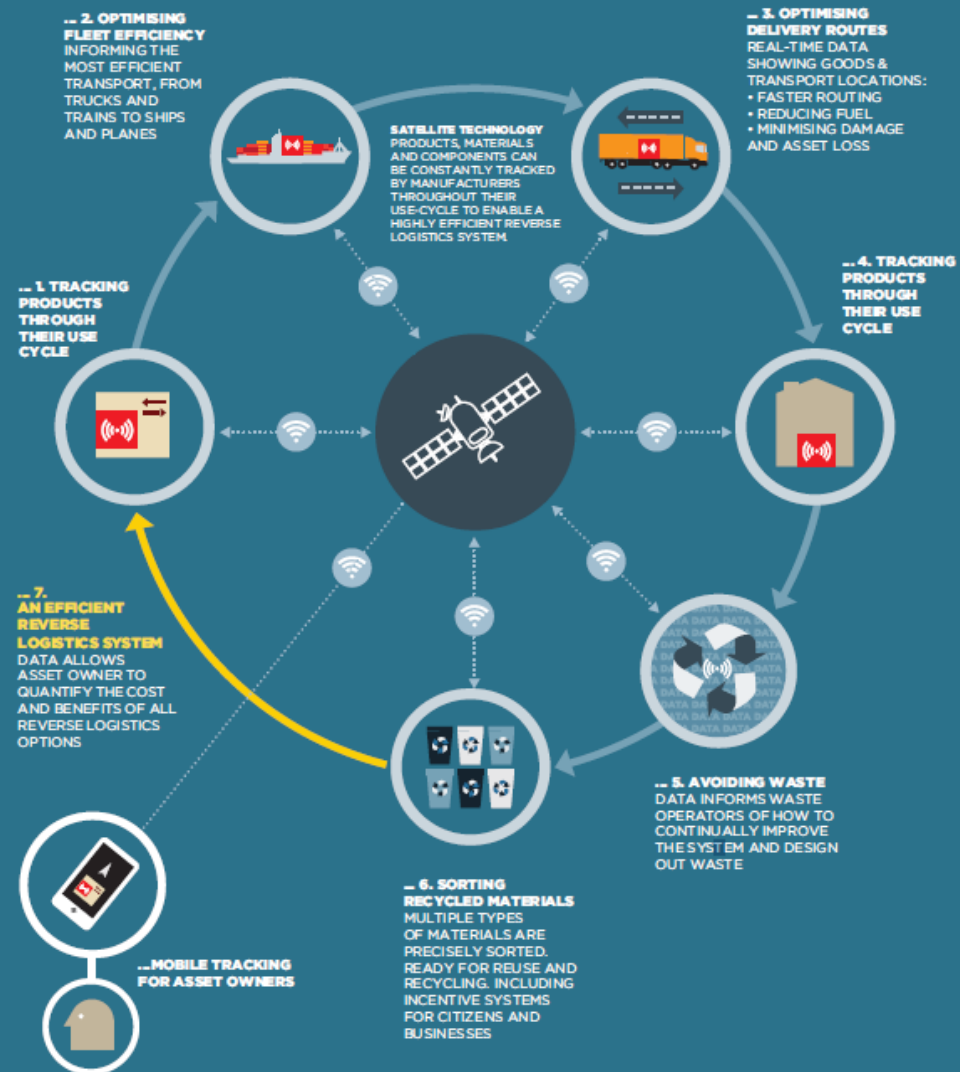 ... 2. OPTIMISING
FLEET EFFICIENCY
INFORMING THE
MOST EFFICIENT
TRANSPORT, FROM
TRUCKS AND
TRAINS TO SHIPS
AND PLANES
... 3. OPTIMISING
DELIVERY ROUTES
REAL-TIME DATA
SHOWING GOODS &
TRANSPORT LOCATIONS:
• FASTER ROUTING
• REDUCING FUEL
• MINIMISING DAMAGE
AND ASSET LOSS
SATELLITE TECHNOLOGY
PRODUCTS, MATERIALS
AND COMPONENTS CAN
BE CONSTANTLY TRACKED
BY MANUFACTURERS
THROUGHOUT THEIR
USE-CYCLE TO ENABLE A
HIGHLY EFFICIENT REVERSE
LOGISTICS SYSTEM.
... 1. TRACKING
PRODUCTS
THROUGH
THEIR USE
CYCLE
... 4. TRACKING
PRODUCTS
THROUGH
THEIR USE
CYCLE
... 7.
AN EFFICIENT
REVERSE
LOGISTICS SYSTEM
DATA ALLOWS
ASSET OWNER TO
QUANTIFY THE COST
AND BENEFITS OF ALL
REVERSE LOGISTICS
OPTIONS
DATA DATA
DATA DATA DATA
... 5. AVOIDING WASTE
DATA INFORMS WASTE
OPERATORS OF HOW TO
CONTINUALLY IMPROVE
THE SYSTEM AND DESIGN
OUT WASTE
... 6. SORTING
RECYCLED MATERIALS
MULTIPLE TYPES
OF MATERIALS ARE
PRECISELY SORTED.
READY FOR REUSE AND
RECYCLING. INCLUDING
INCENTIVE SYSTEMS
FOR CITIZENS AND
BUSINESSES
...MOBILE TRACKING
FOR ASSET OWNERS